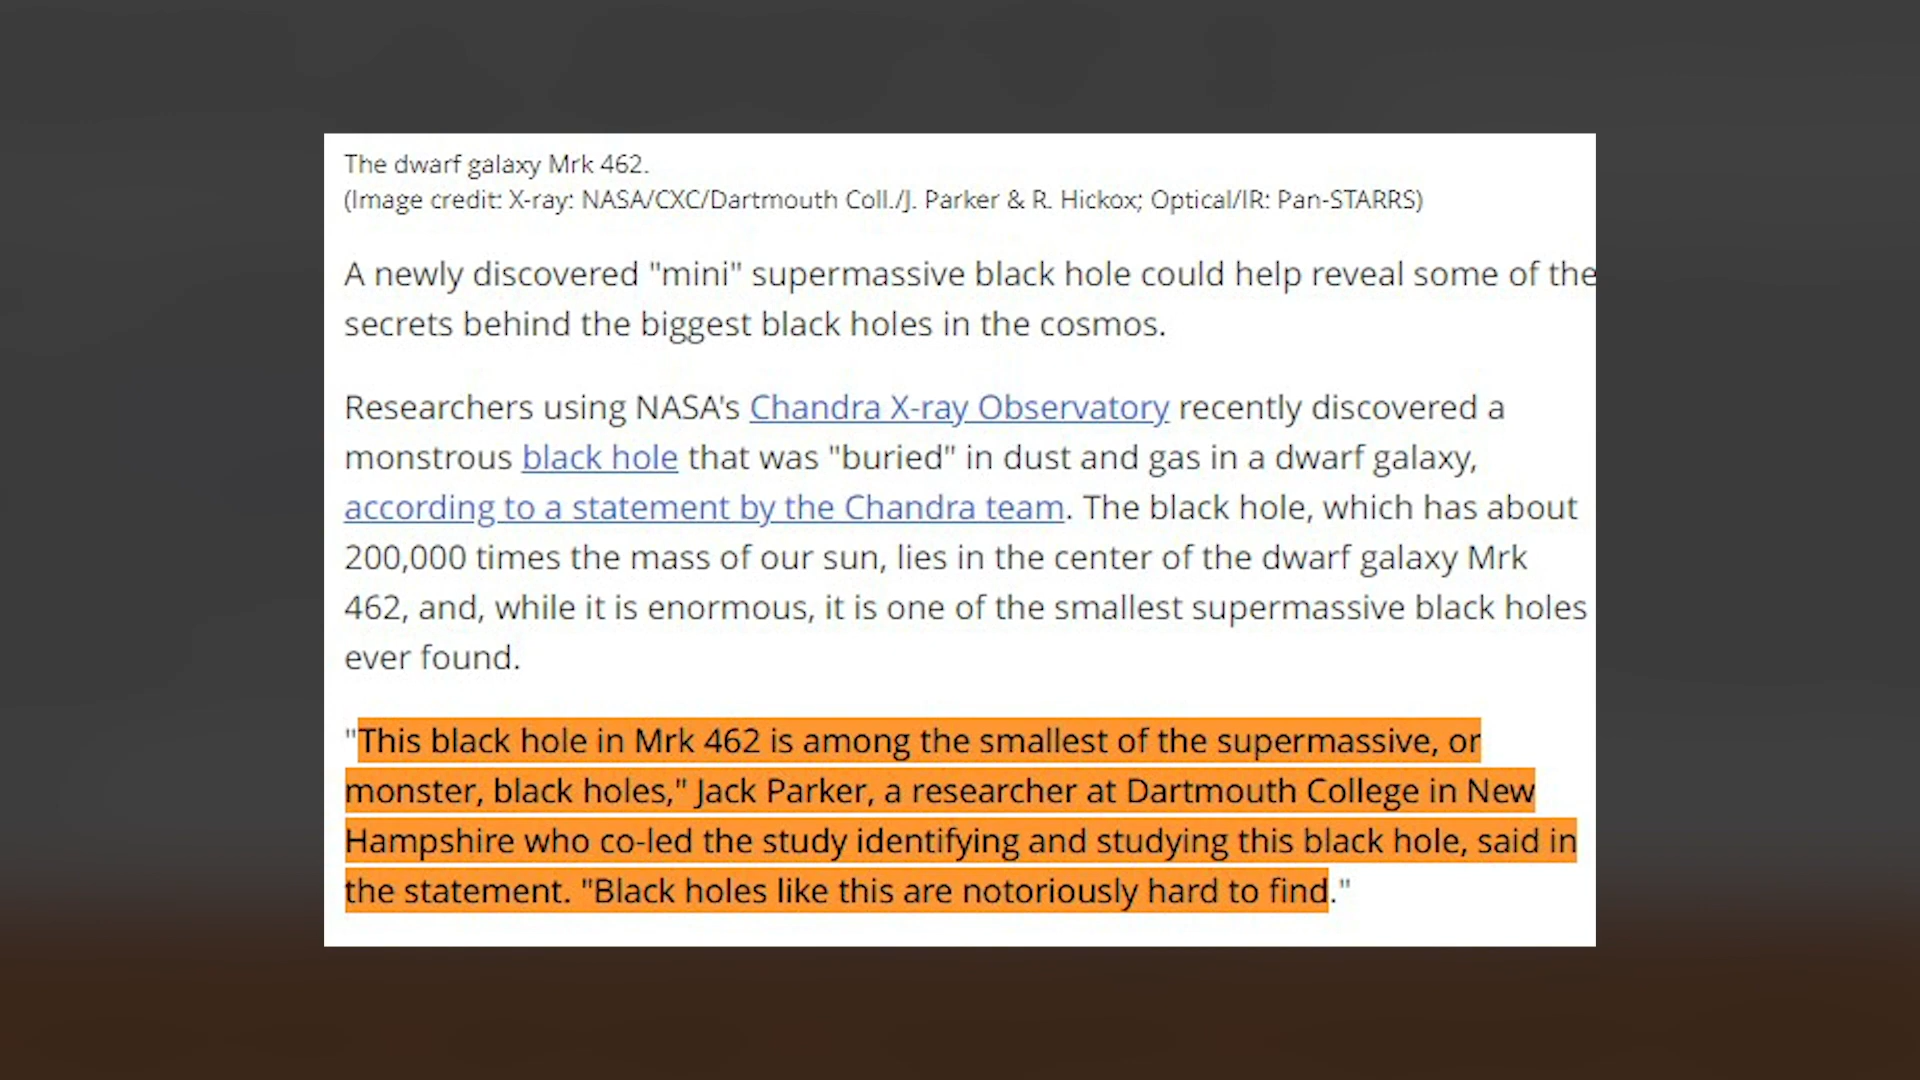 The dwarf galaxy Mrk 462.
(Image credit: X-ray: NASA/CXC/Dartmouth Coll./J. Parker & R. Hickox; Optical/IR: Pan-STARRS)
A newly discovered "mini" supermassive black hole could help reveal some of the
secrets behind the biggest black holes in the cosmos.
Researchers using NASA's Chandra X-ray Observatory recently discovered a
monstrous black hole that was "buried" in dust and gas in a dwarf galaxy,
according to a statement by the Chandra team. The black hole, which has about
200,000 times the mass of our sun, lies in the center of the dwarf galaxy Mrk
462, and, while it is enormous, it is one of the smallest supermassive black holes
ever found.
"This black hole in Mrk 462 is among the smallest of the supermassive, or
monster, black holes," Jack Parker, a researcher at Dartmouth College in New
Hampshire who co-led the study identifying and studying this black hole, said in
the statement. "Black holes like this are notoriously hard to find."